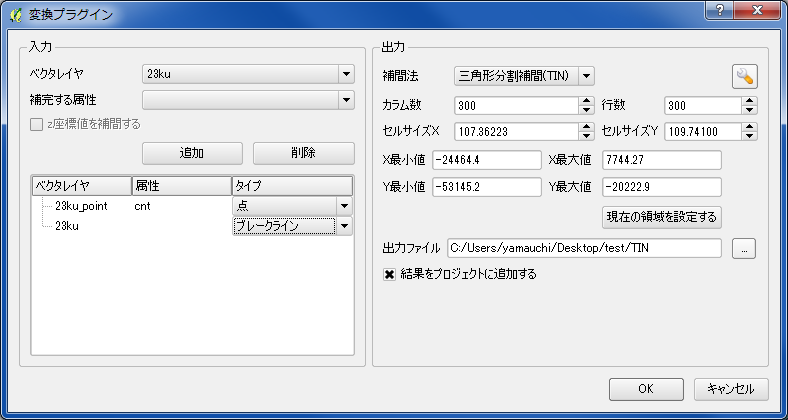 変換プラグイン
入力
ベクタレイヤ 23ku
補完する属性
z座標値を補間する
追加 削除
ベクタレイヤ 属性 タイプ
23ku_point cnt 点
23ku ブレークライン
出力
補間法 三角形分割補間(TIN)
カラム数 300 行数 300
セルサイズX 107.36223 セルサイズY 109.74100
X最小値 -24464.4 X最大値 7744.27
Y最小値 -53145.2 Y最大値 -20222.9
現在の領域を設定する
出力ファイル C:/Users/yamauchi/Desktop/test/TIN ...
結果をプロジェクトに追加する
OK キャンセル